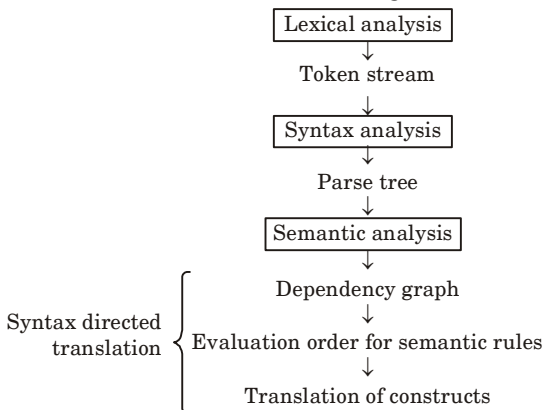 Lexical analysis
Token stream
Syntax analysis
Parse tree
Semantic analysis
Dependency graph
Syntax directed
translation
Evaluation order for semantic rules
Translation of constructs